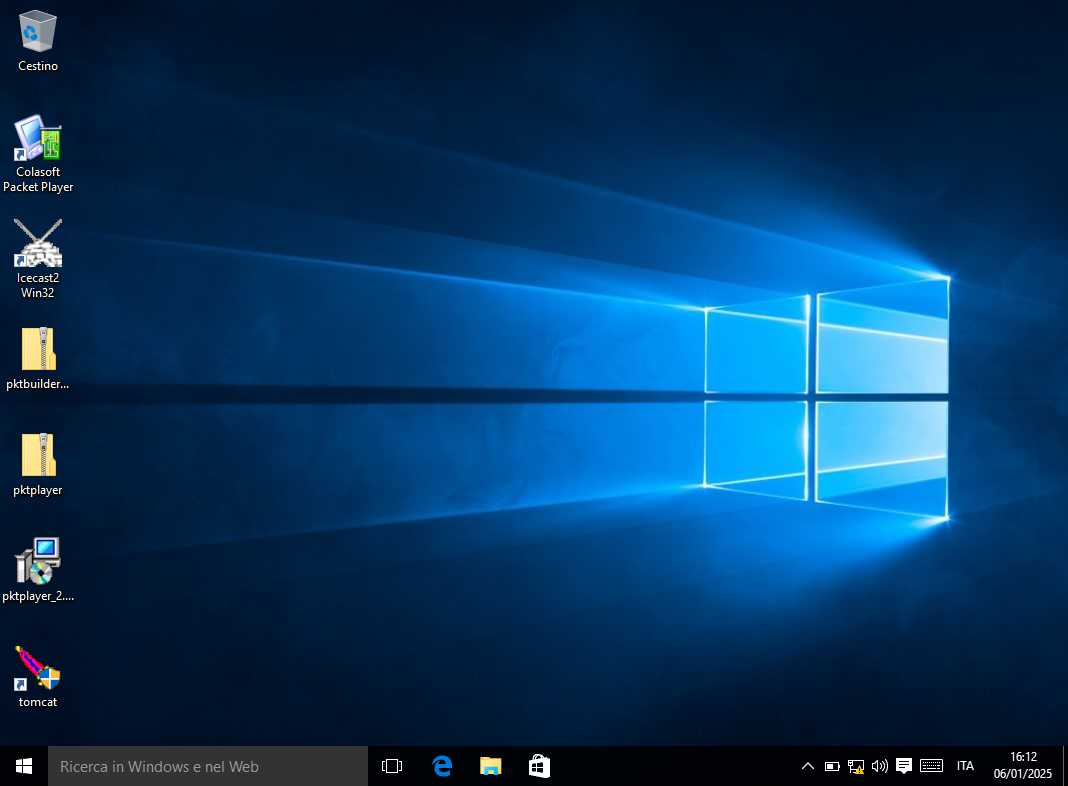 Cestino
Colasoft
Packet Player
Icecast2
Win32
pktbuilder...
pktplayer
pktplayer_2....
tomcat
Ricerca in Windows e nel Web
ITA
16:12
06/01/2025